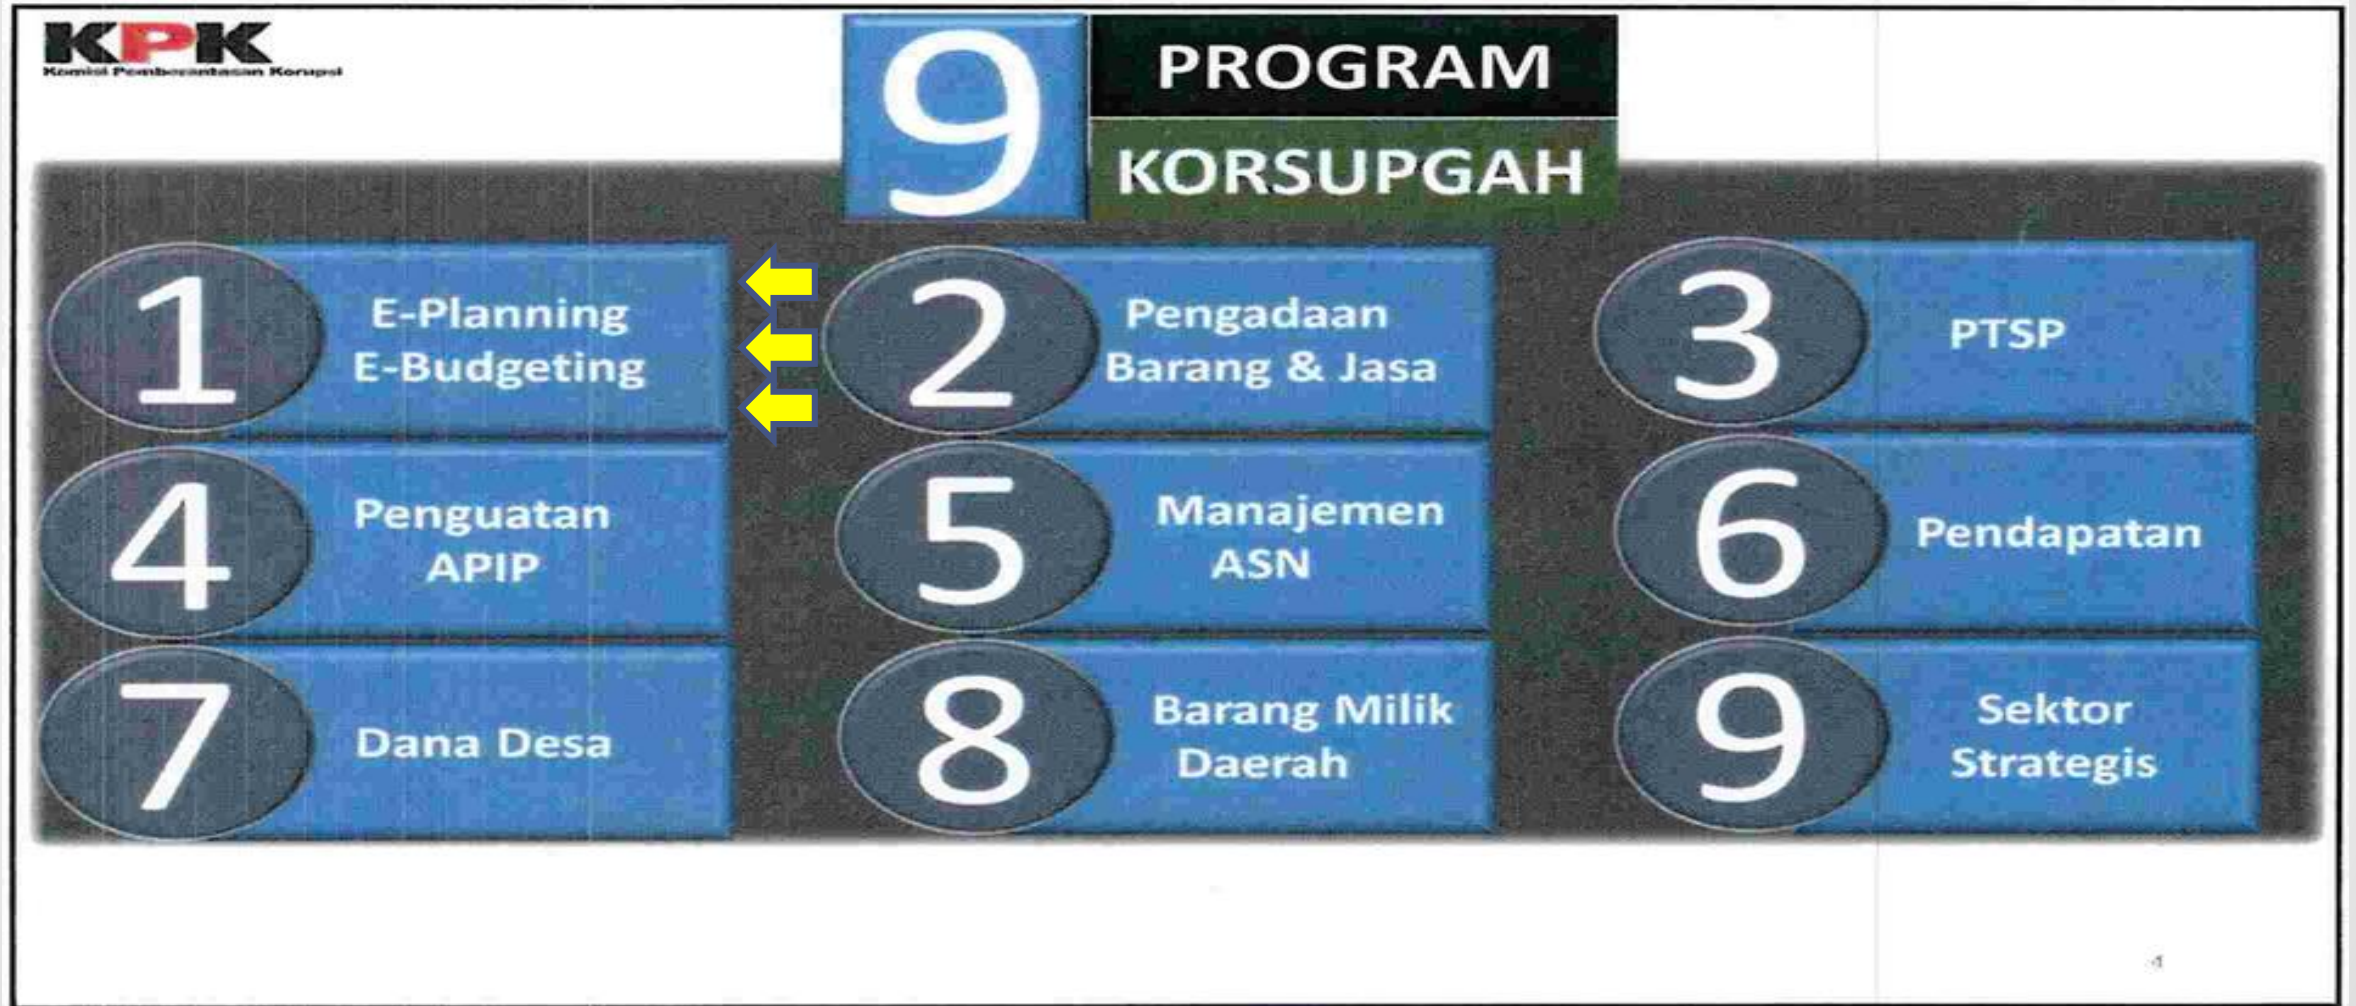 KPK
Komisi Pemberantasan Korupsi
9
PROGRAM
KORSUPGAH
1
E-Planning
E-Budgeting
2
Pengadaan
Barang & Jasa
3
PTSP
4
Penguatan
APIP
5
Manajemen
ASN
6
Pendapatan
7
Dana Desa
8
Barang Milik
Daerah
9
Sektor
Strategis
4